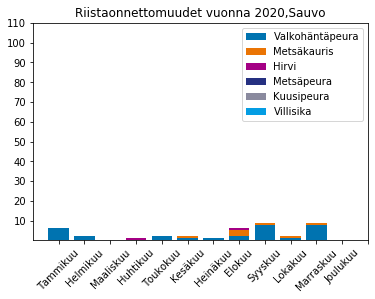 Riistaonnettomuudet vuonna 2020,Sauvo
110
100
90
80
70
60
50
40
30
20
10
Valkohäntäpeura
Metsäkauris
Hirvi
Metsäpeura
Kuusipeura
Villisika
Tammikuu
Helmikuu
Maaliskuu
Huhtikuu
Toukokuu
Kesäkuu
Heinäkuu
Elokuu
Syyskuu
Lokakuu
Marraskuu
Joulukuu